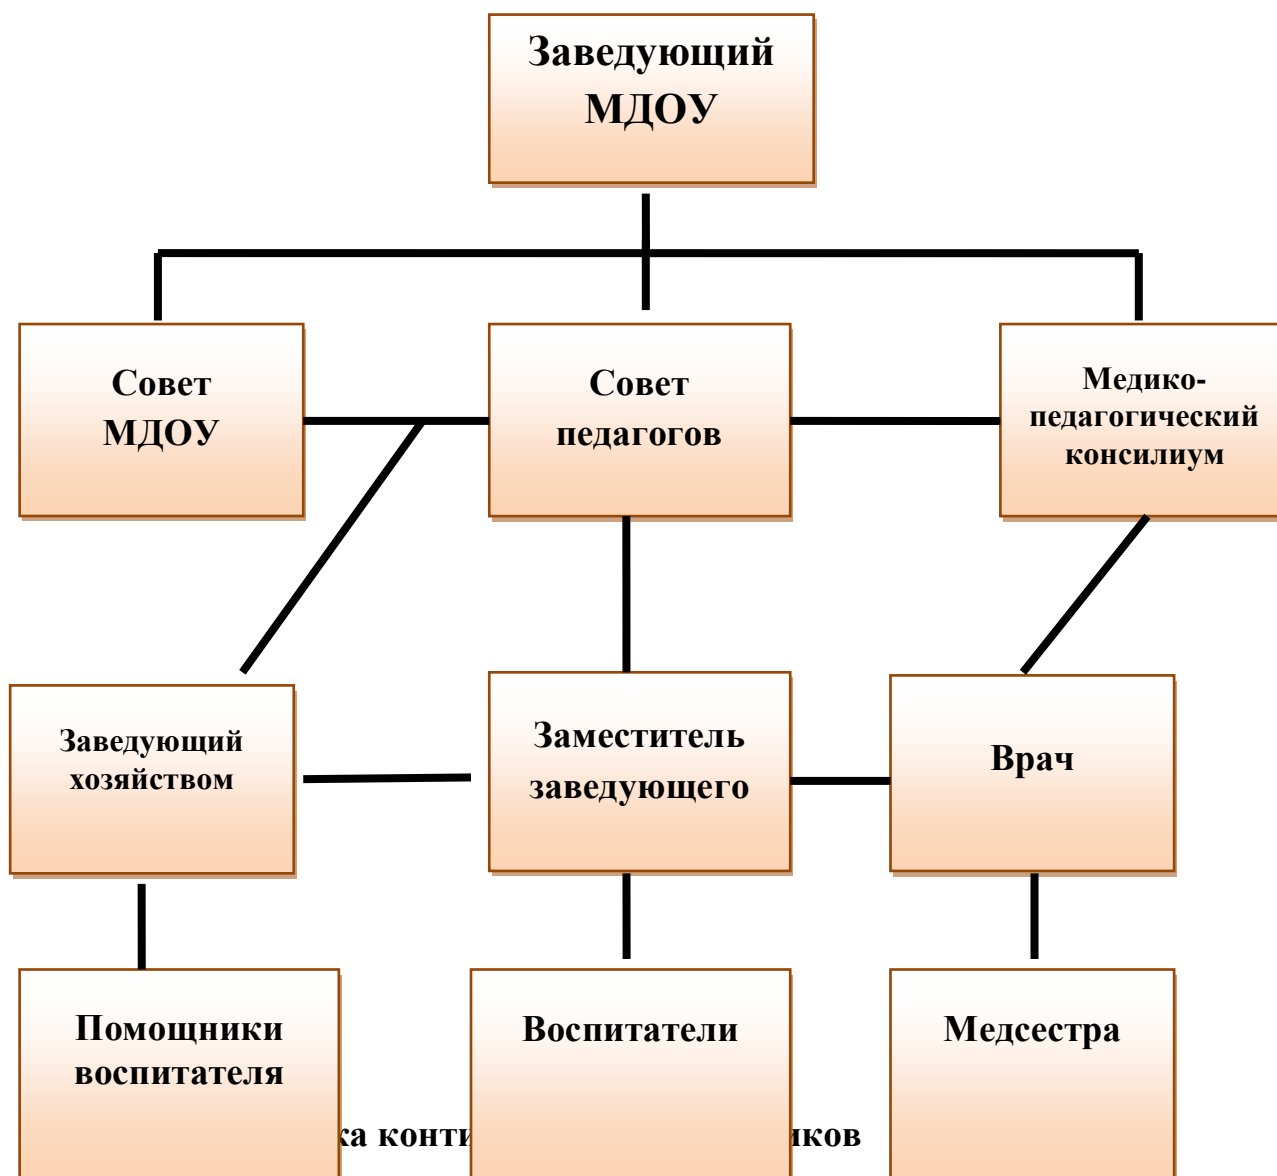 Заведующий
МДОУ
Совет
МДОУ
Совет
педагогов
Медико-
педагогический
консилиум
Заведующий
хозяйством
Заместитель
заведующего
Врач
Помощники
воспитателя
Воспитатели
Медсестра